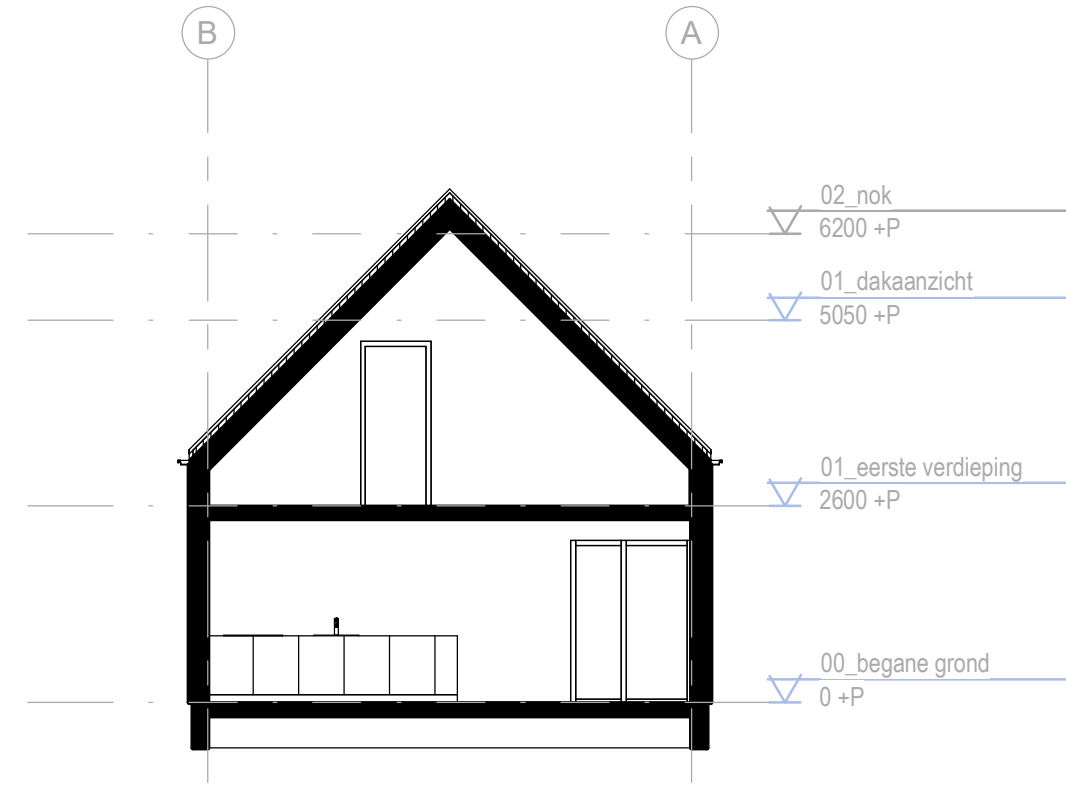 B
A
02_nok
6200 +P
01_dakaanzicht
5050 +P
01_eerste verdieping
2600 +P
00_begane grond
0 +P